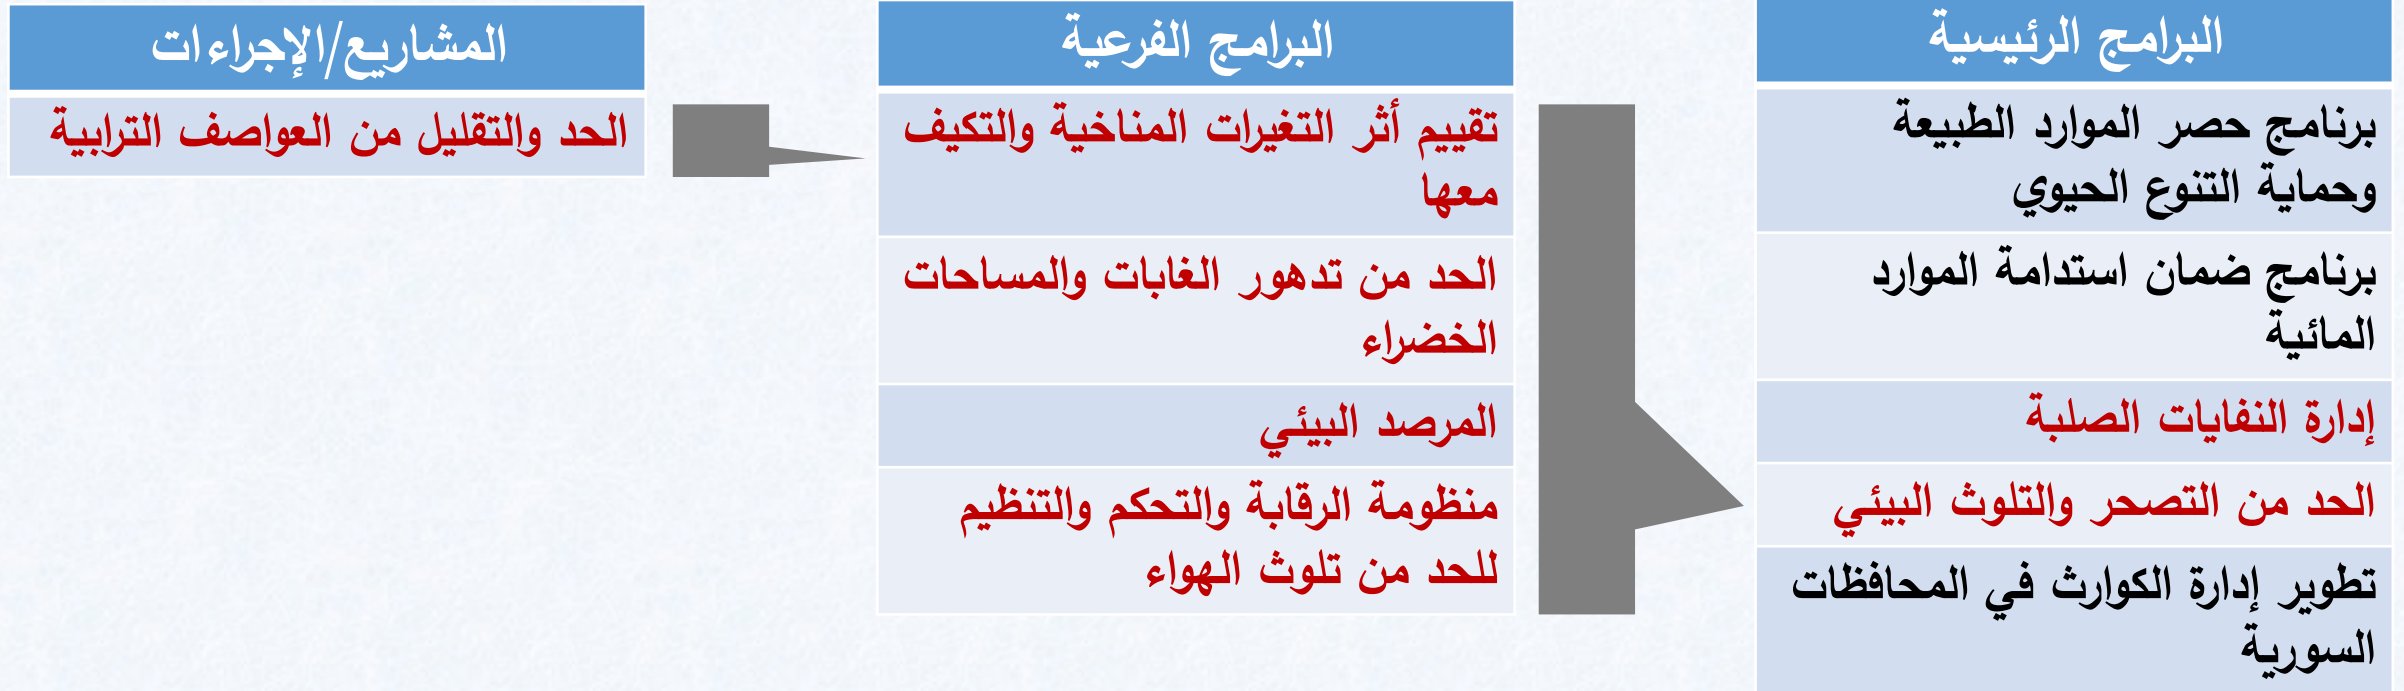 البرامج الرئيسية
برنامج حصر الموارد الطبيعة
وحماية التنوع الحيوي
برنامج ضمان استدامة الموارد
المائية
إدارة النفايات الصلبة
الحد من التصحر والتلوث البيئي
تطوير إدارة الكوارث في المحافظات
السورية
البرامج الفرعية
تقييم أثر التغيرات المناخية والتكيف
معها
الحد من تدهور الغابات والمساحات
الخضراء
المرصد البيئي
منظومة الرقابة والتحكم والتنظيم
للحد من تلوث الهواء
المشاريع/الإجراءات
الحد والتقليل من العواصف الترابية